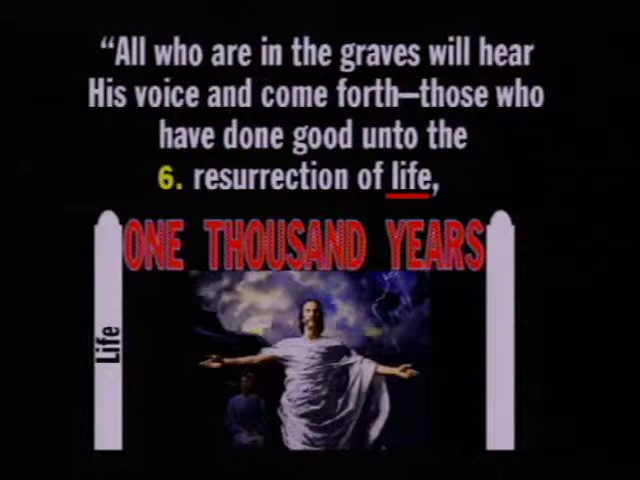 “All who are in the graves will hear
His voice and come forth—those who
have done good unto the
6. resurrection of life,
ONE THOUSAND YEARS
Life